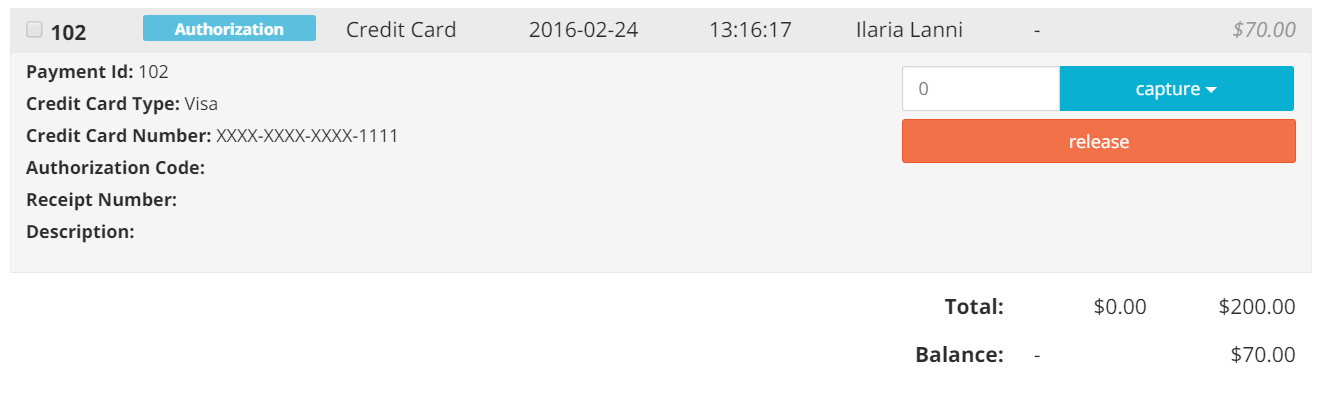 102 Authorization Credit Card 2016-02-24 13:16:17 Ilaria Lanni - $70.00
Payment Id: 102
0 capture
Credit Card Type: Visa
Credit Card Number: XXXX-XXXX-XXXX-1111
release
Authorization Code:
Receipt Number:
Description:
Total: $0.00 $200.00
Balance: - $70.00